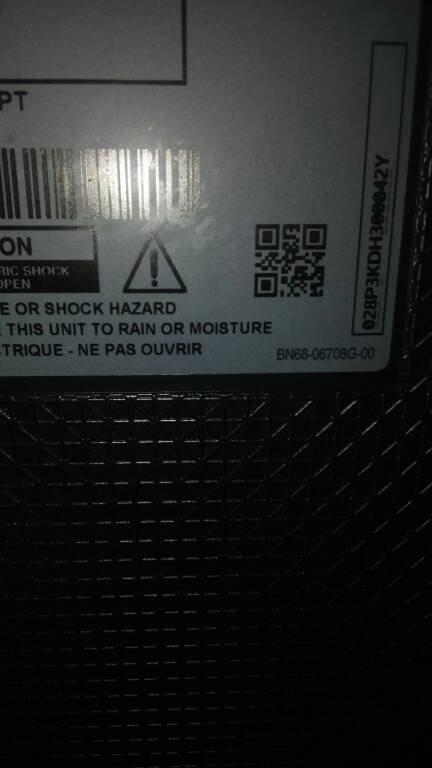 PT
ON
RIC SHOCK
OPEN
E OR SHOCK HAZARD
E THIS UNIT TO RAIN OR MOISTURE
CTRIQUE - NE PAS OUVRIR
BN68-06708G-00
028P3KDH300042Y